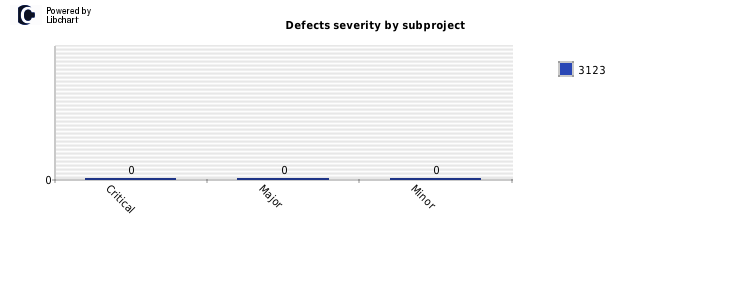 Powered by
Libchart
Defects severity by subproject
3123
0
0
0
0
Critical
Major
Minor